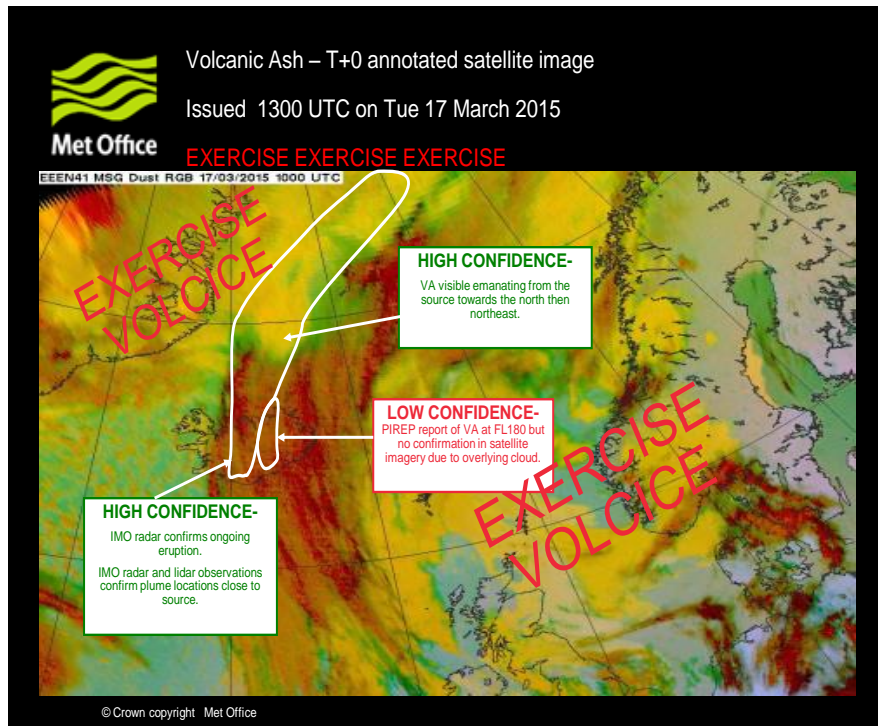 Met Office
Volcanic Ash – T+0 annotated satellite image
Issued 1300 UTC on Tue 17 March 2015
EXERCISE EXERCISE EXERCISE
EEEN41 MSG Dust RGB 17/03/2015 1000 UTC
EXERCISE
VOLCICE
HIGH CONFIDENCE-
VA visible emanating from the
source towards the north then
northeast.
LOW CONFIDENCE-
PIREP report of VA at FL180 but
no confirmation in satellite
imagery due to overlying cloud.
EXERCISE
VOLCICE
HIGH CONFIDENCE-
IMO radar confirms ongoing
eruption.
IMO radar and lidar observations
confirm plume locations close to
source.
© Crown copyright Met Office